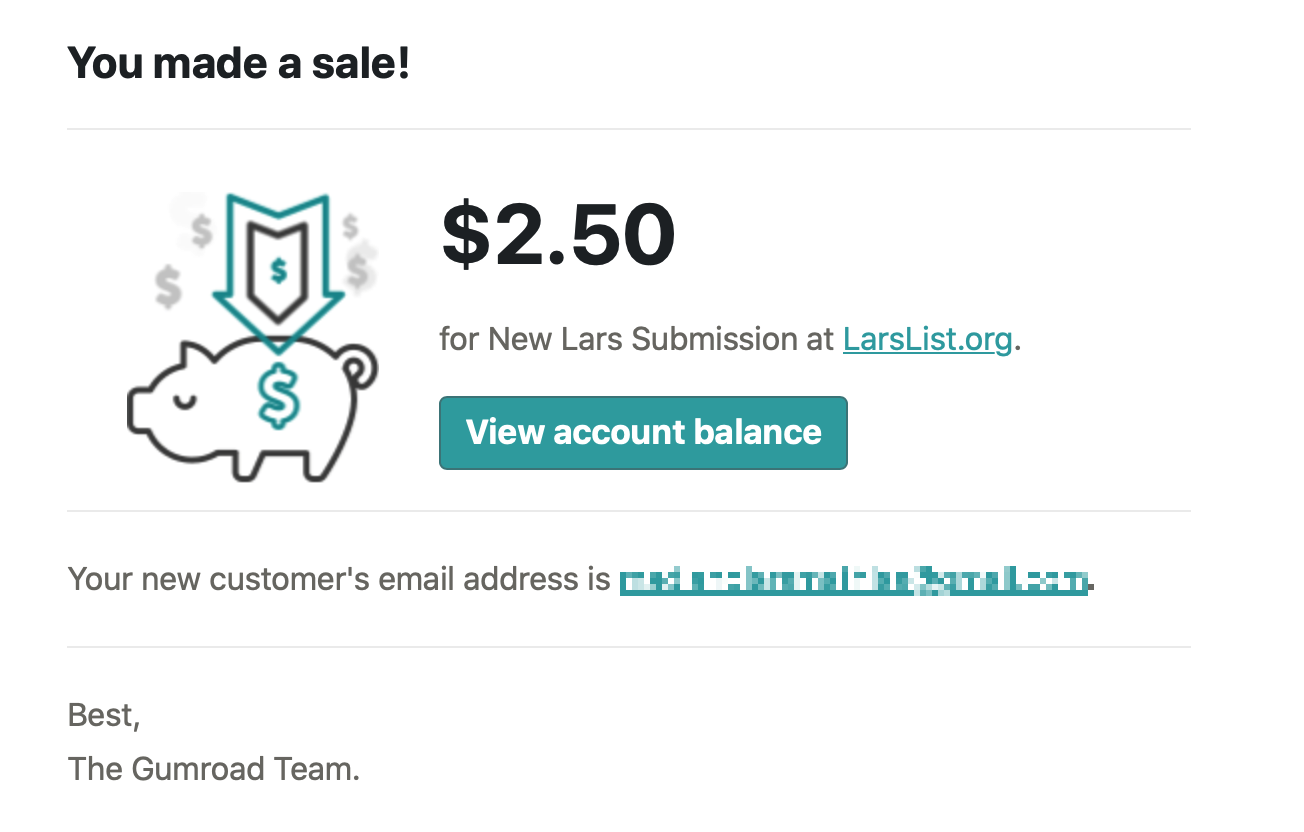 You made a sale!
$2.50
for New Lars Submission at LarsList.org.
View account balance
Your new customer's email address is
Best,
The Gumroad Team.